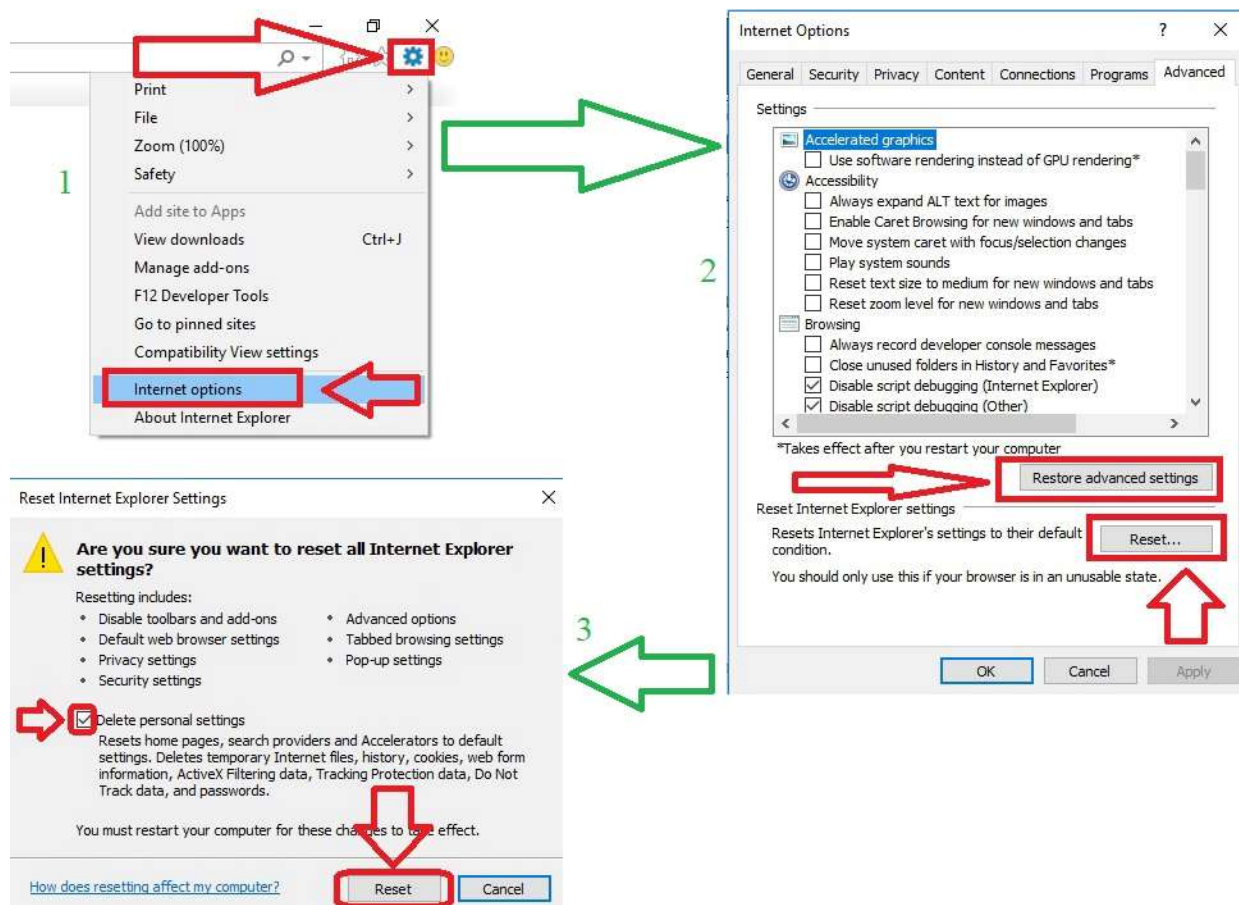 Print
File
Zoom (100%)
Safety
Add site to Apps
View downloads Ctrl+J
Manage add-ons
F12 Developer Tools
Go to pinned sites
Compatibility View settings
Internet options
About Internet Explorer
1
Internet Options
General Security Privacy Content Connections Programs Advanced
Settings
Accelerated graphics
Use software rendering instead of GPU rendering*
Accessibility
Always expand ALT text for images
Enable Caret Browsing for new windows and tabs
Move system caret with focus/selection changes
Play system sounds
Reset text size to medium for new windows and tabs
Reset zoom level for new windows and tabs
Browsing
Always record developer console messages
Close unused folders in History and Favorites*
Disable script debugging (Internet Explorer)
Disable script debugging (Other)
*Takes effect after you restart your computer
Restore advanced settings
Reset Internet Explorer settings
Resets Internet Explorer's settings to their default
condition.
Reset...
You should only use this if your browser is in an unusable state.
OK Cancel Apply
2
Reset Internet Explorer Settings
Are you sure you want to reset all Internet Explorer
settings?
Resetting includes:
Disable toolbars and add-ons
Default web browser settings
Privacy settings
Security settings
Advanced options
Tabbed browsing settings
Pop-up settings
Delete personal settings
Resets home pages, search providers and Accelerators to default
settings. Deletes temporary Internet files, history, cookies, web form
information, ActiveX Filtering data, Tracking Protection data, Do Not
Track data, and passwords.
You must restart your computer for these changes to take effect.
How does resetting affect my computer?
Reset Cancel
3